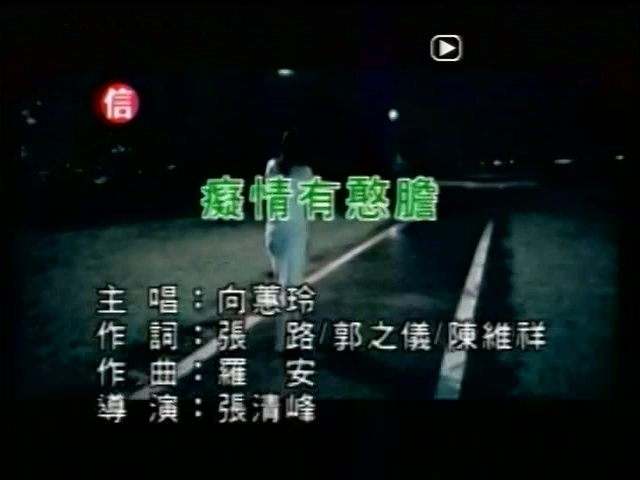 信
癡情有憨膽
主 唱：向蕙玲
作 詞：張 路/郭之儀/陳維祥
作 曲：羅 安
導 演：張清峰